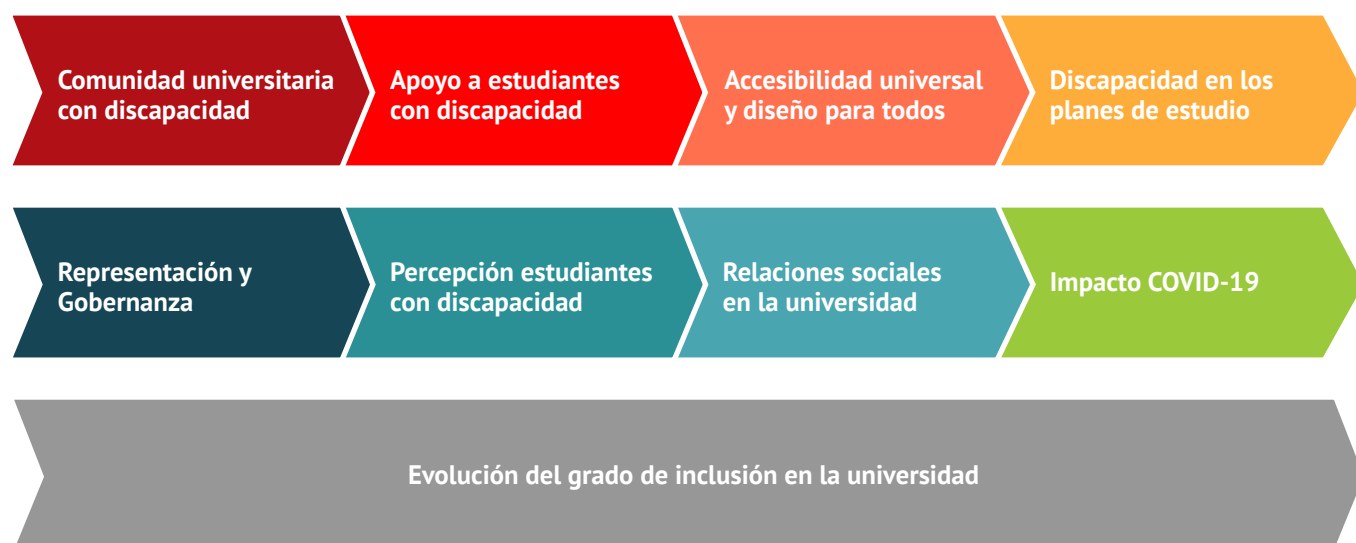 Comunidad universitaria
con discapacidad
Apoyo a estudiantes
con discapacidad
Accesibilidad universal
y diseño para todos
Discapacidad en los
planes de estudio
Representación y
Gobernanza
Percepción estudiantes
con discapacidad
Relaciones sociales
en la universidad
Impacto COVID-19
Evolución del grado de inclusión en la universidad